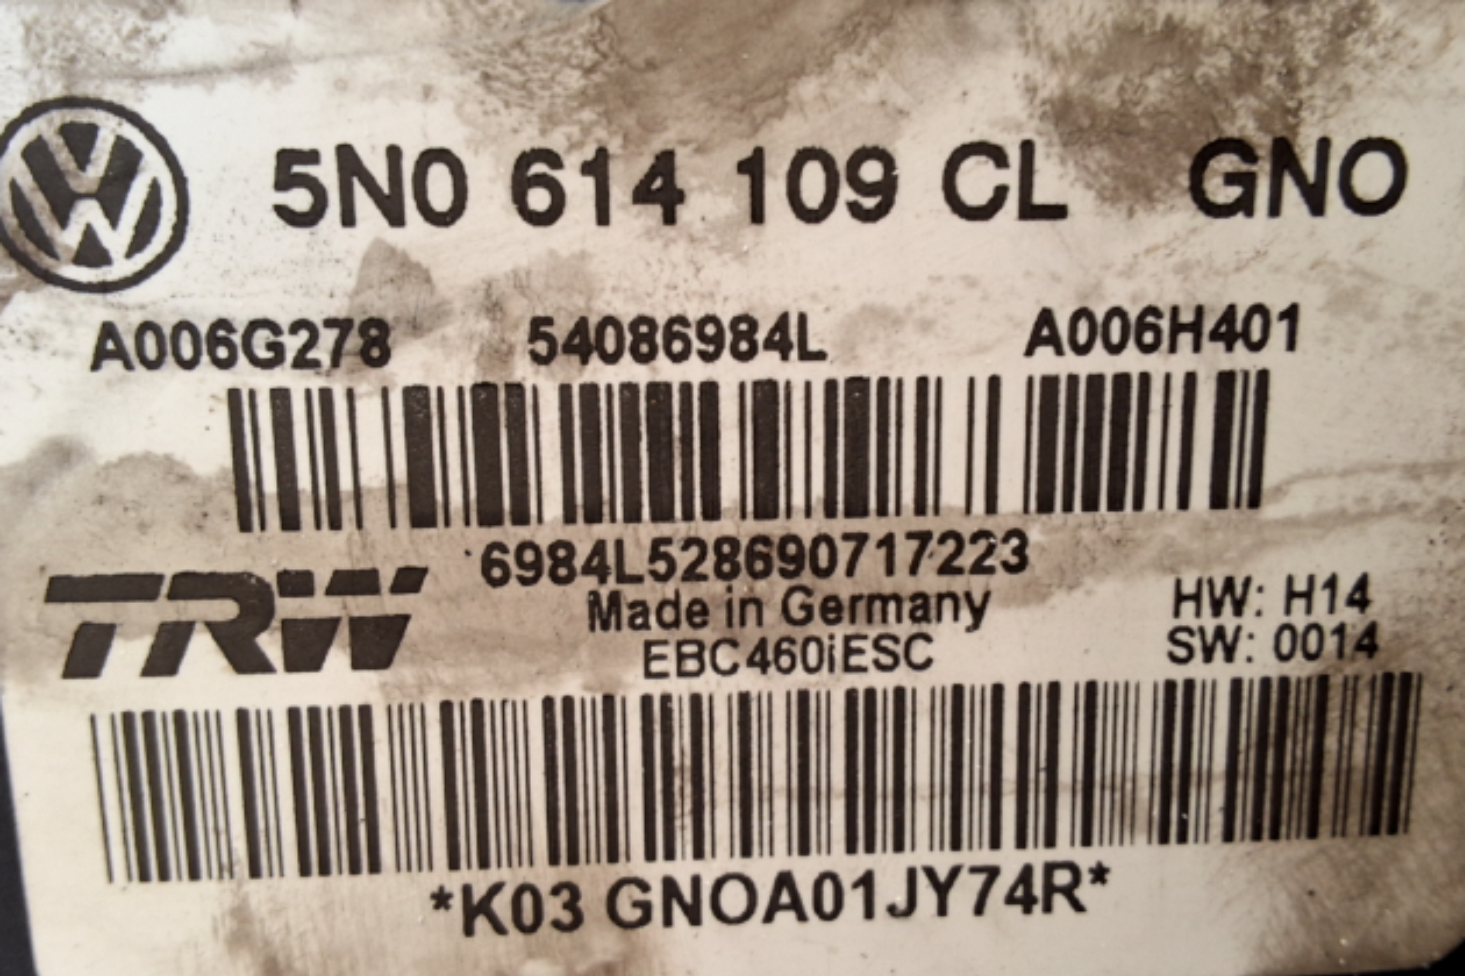 5N0 614 109 CL GNO
A006G278 54086984L A006H401
6984L528690717223
TRW
Made in Germany
EBC460iESC
HW: H14
SW: 0014
*K03 GNOA01JY74R*